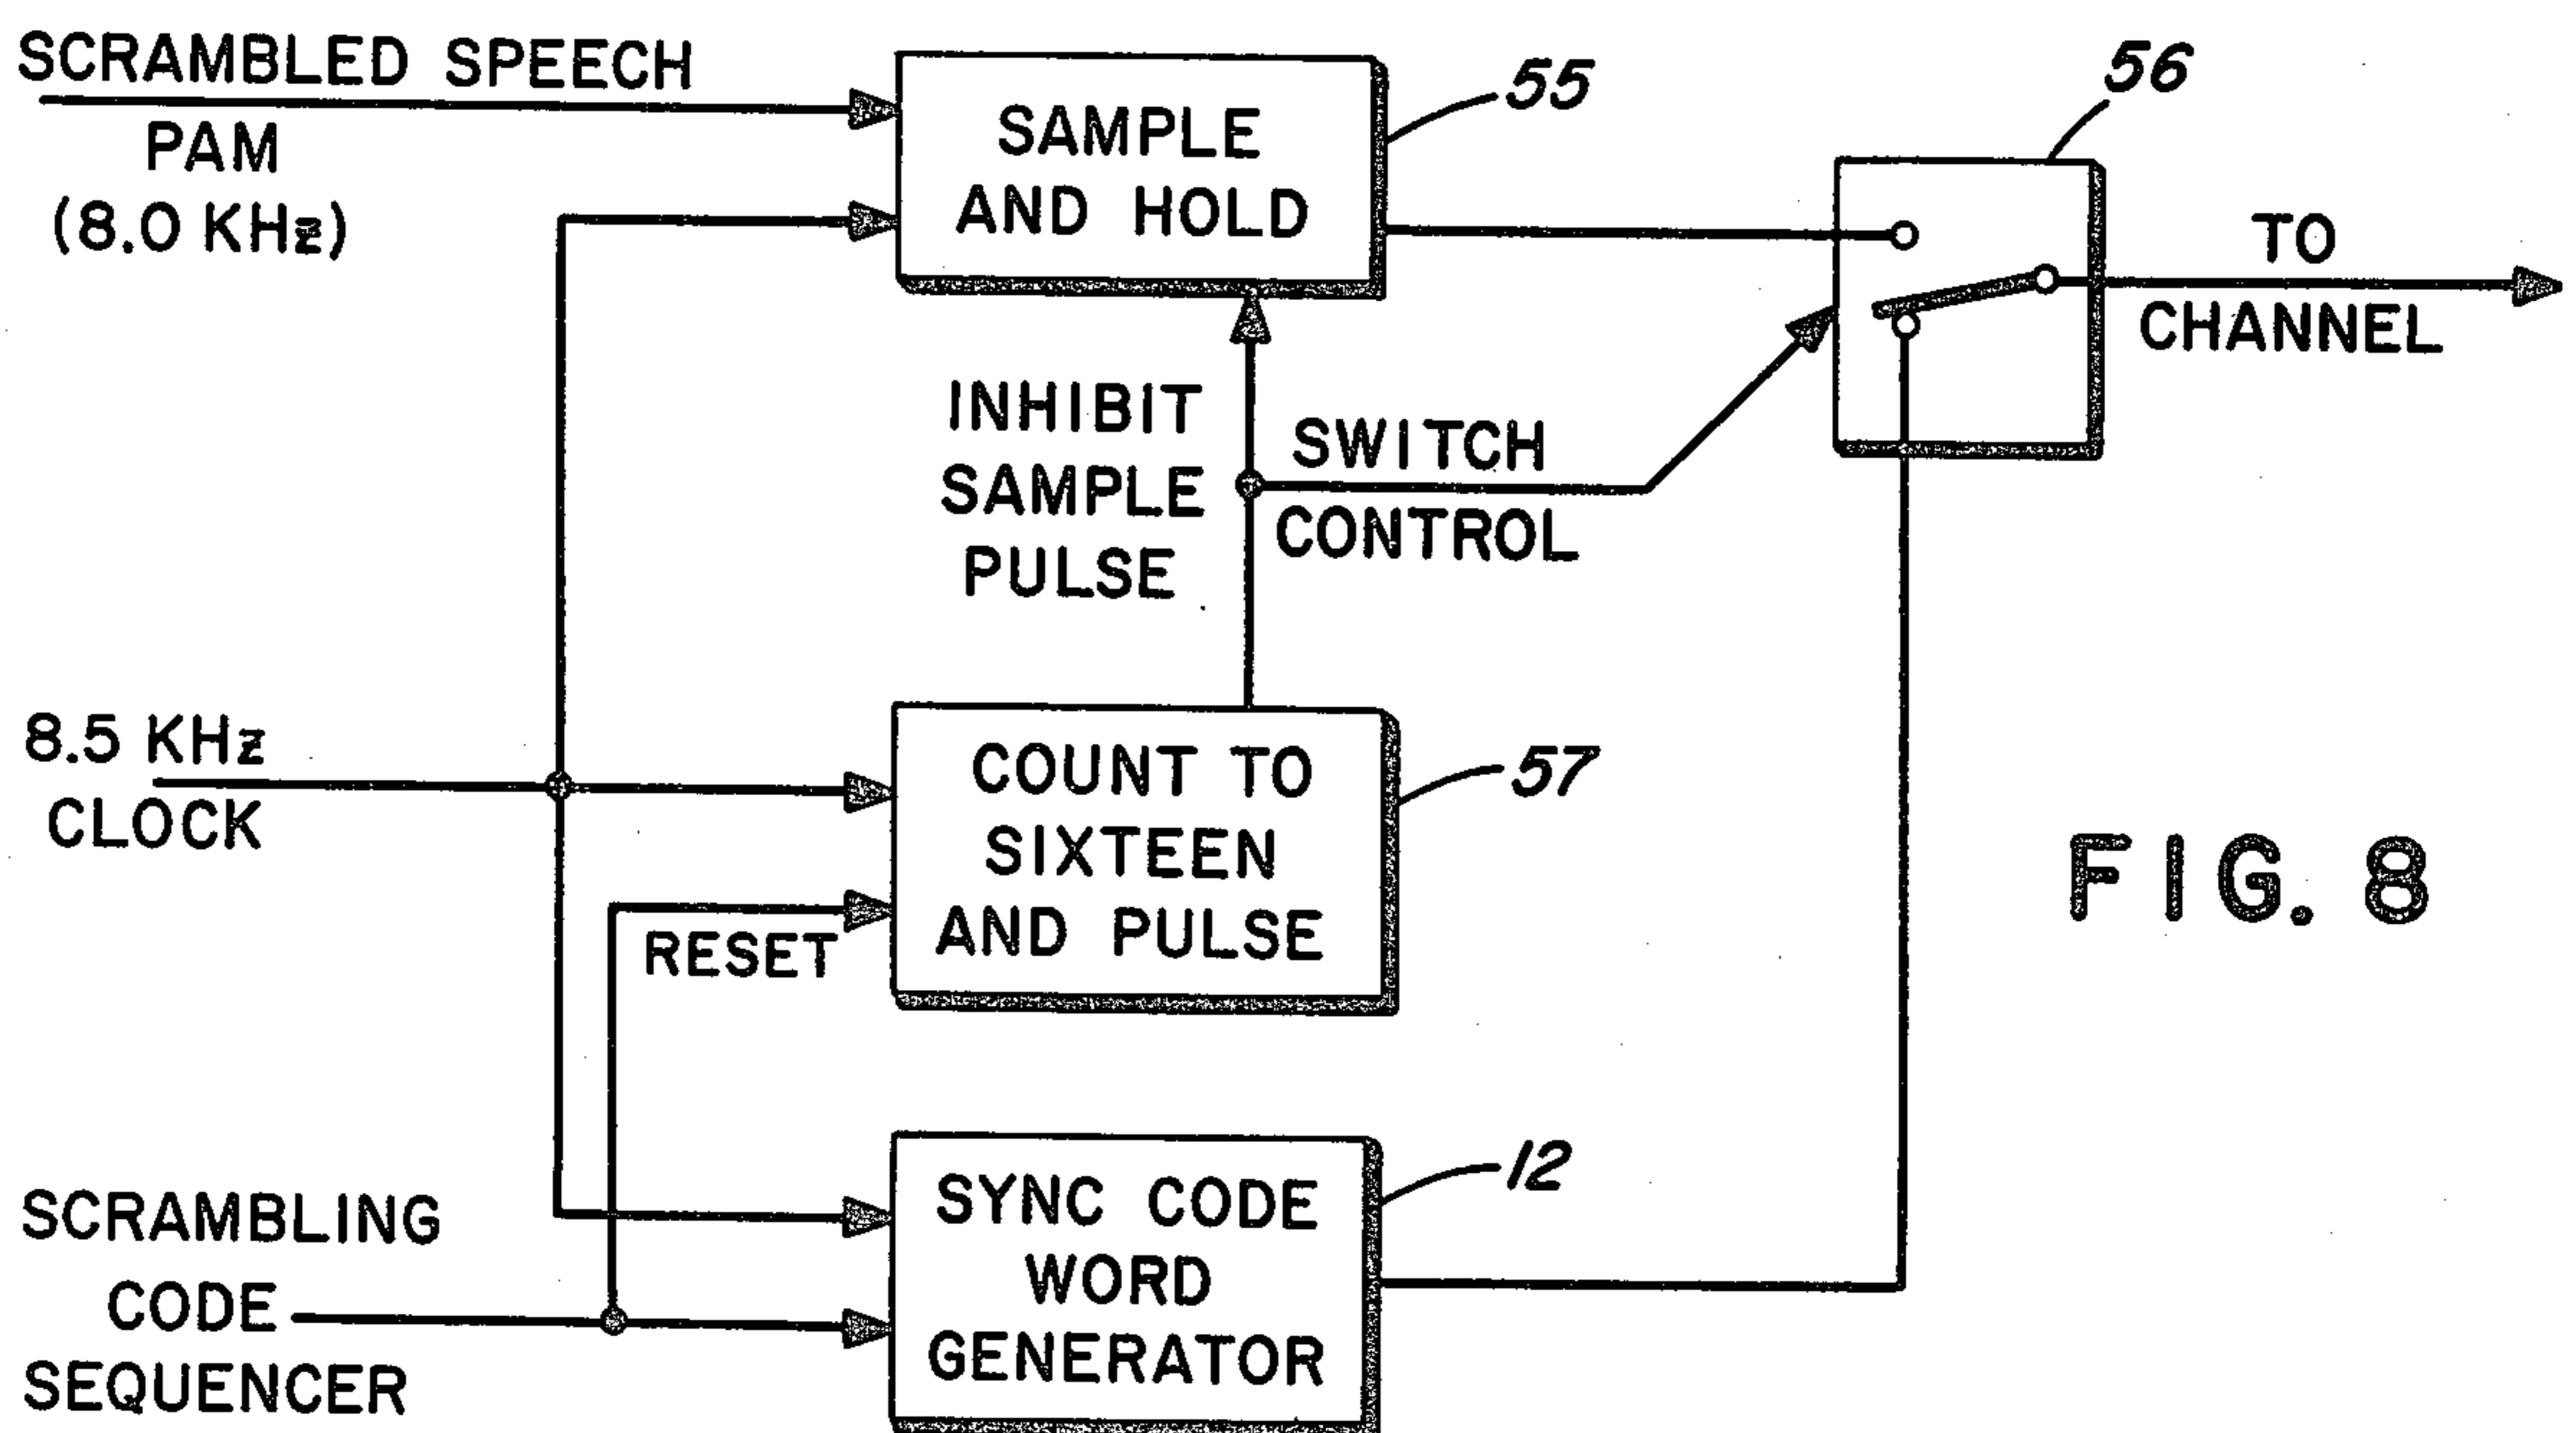 SCRAMBLED SPEECH
PAM
(8.0 KHz)
SAMPLE
AND HOLD
55
56
TO
CHANNEL
INHIBIT
SAMPLE
PULSE
SWITCH
CONTROL
8.5 KHz
CLOCK
COUNT TO
SIXTEEN
AND PULSE
57
RESET
FIG. 8
SCRAMBLING
CODE
SEQUENCER
SYNC CODE
WORD
GENERATOR
12